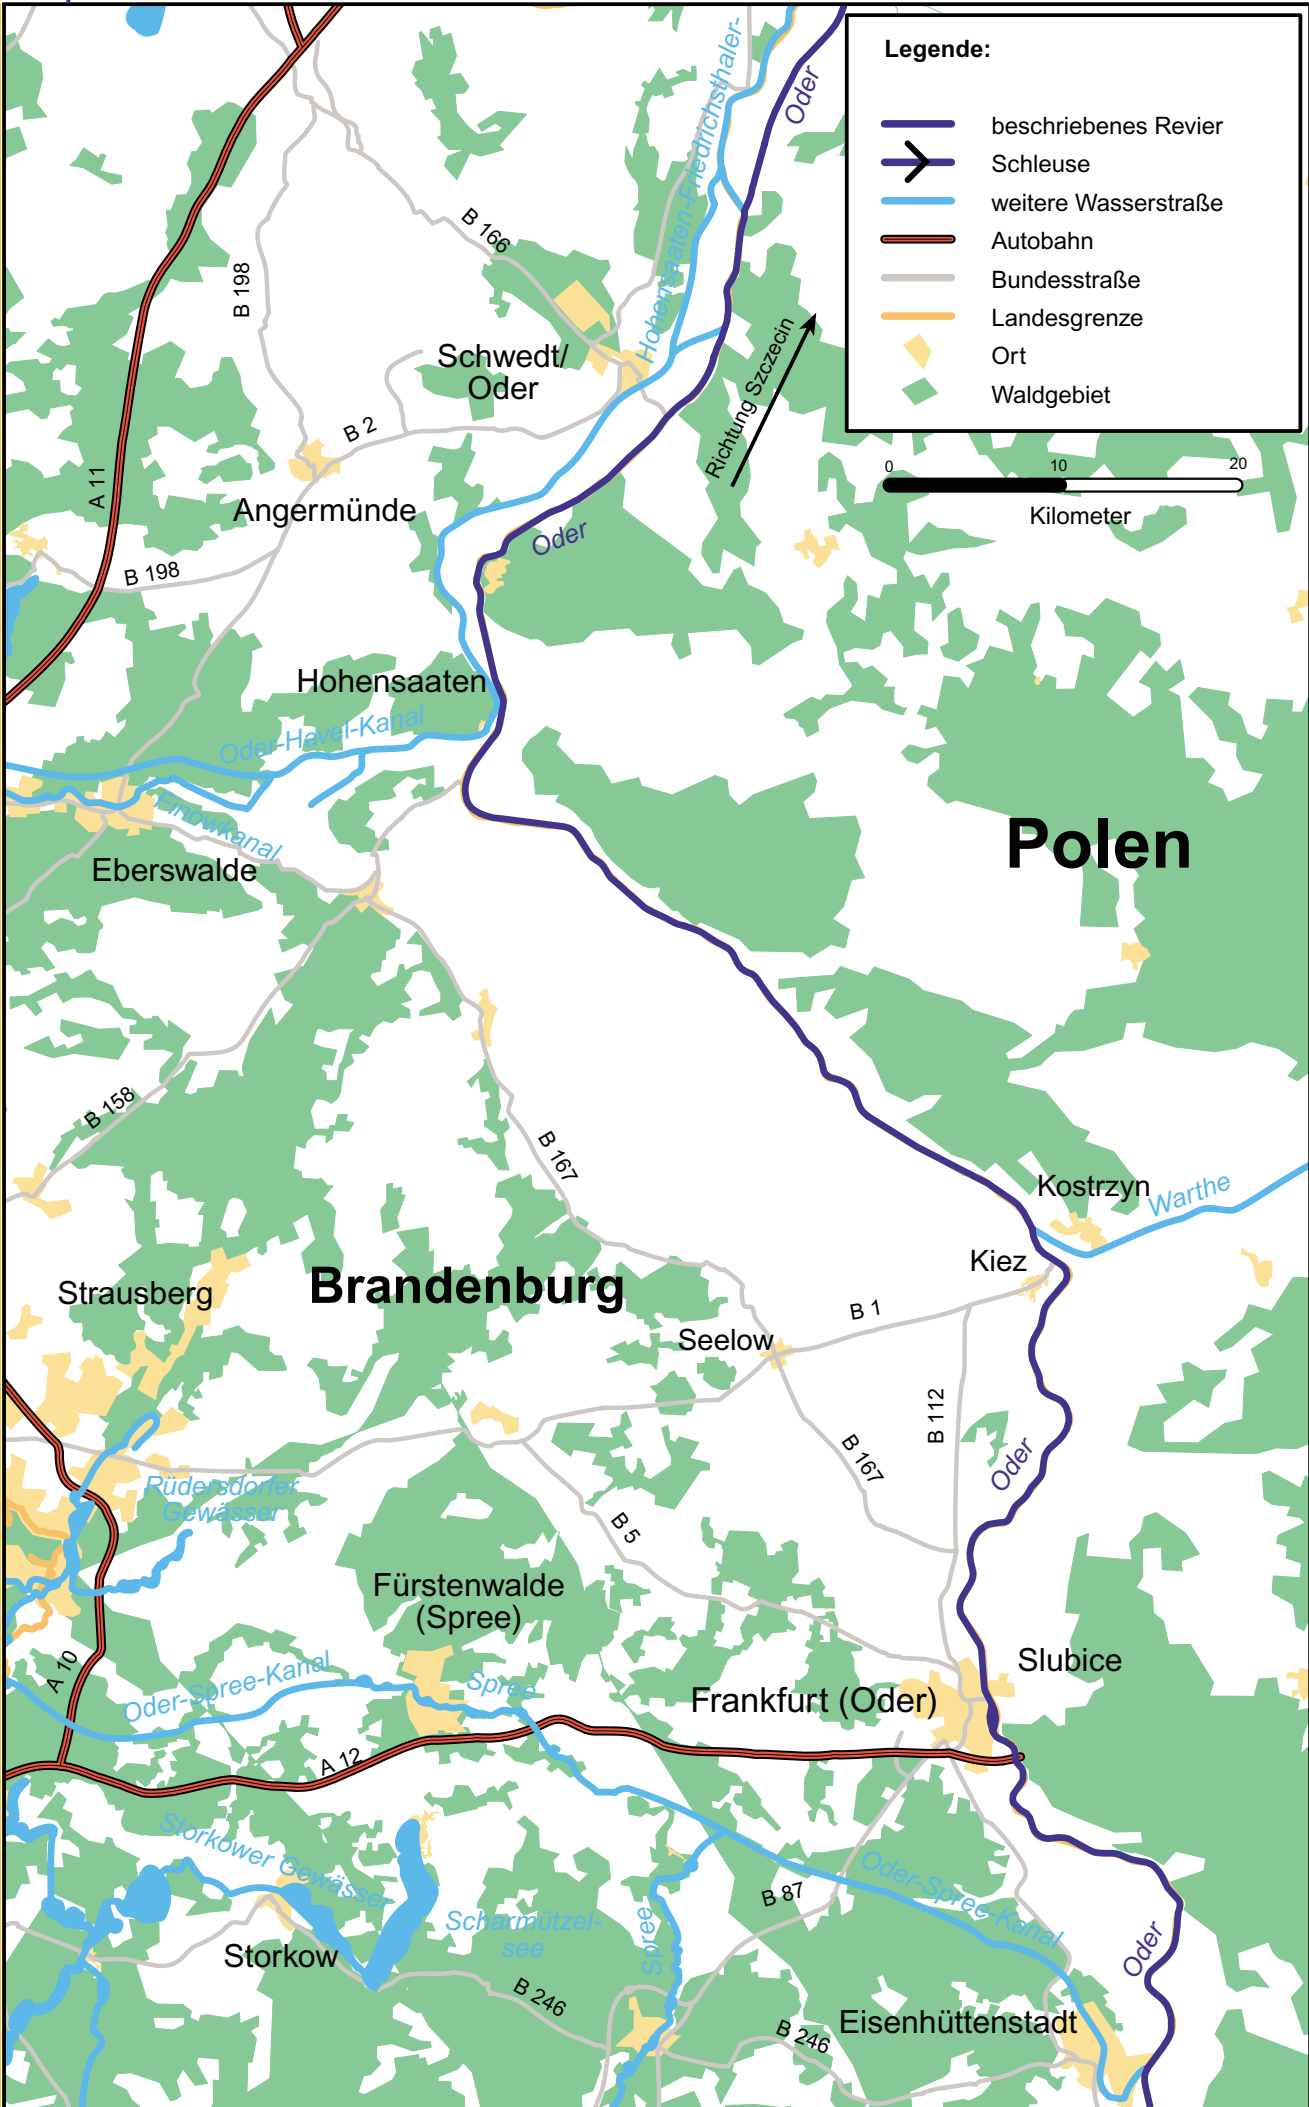 Legende:
beschriebenes Revier
Schleuse
weitere Wasserstraße
Autobahn
Bundesstraße
Landesgrenze
Ort
Waldgebiet
0 10 20
Kilometer
Hohensaaten-Friedrichsthaler-
Oder
B 166
B 198
Richtung Szczecin
Schwedt/
Oder
B 2
A 11
Angermünde
Oder
B 198
Hohensaaten
Oder-Havel-Kanal
Finowkanal
Polen
Eberswalde
B 158
B 167
Kostrzyn
Warthe
Kiez
Strausberg
Brandenburg
B 1
Seelow
B 112
B 167
Oder
Rüdersdorfer
Gewässer
B 5
Fürstenwalde
(Spree)
Slubice
A 10
Oder-Spree-Kanal
Spree
Frankfurt (Oder)
A 12
Storkower Gewässer
Oder-Spree-Kanal
B 87
Scharmützel-
see
Spree
Oder
Storkow
B 246
Eisenhüttenstadt
B 246